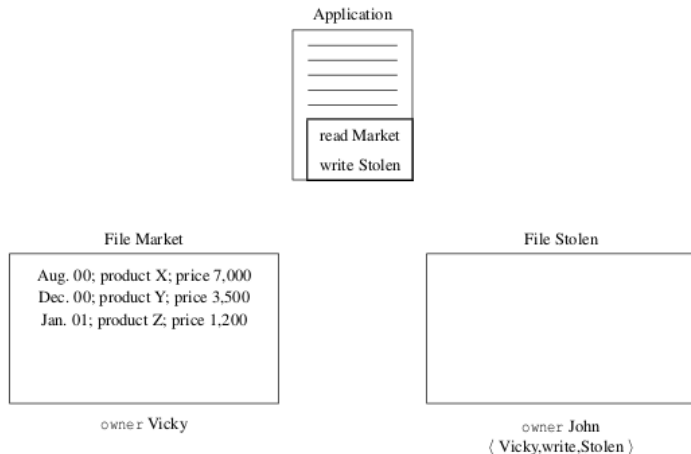 Application
read Market
write Stolen
File Market
Aug. 00; product X; price 7,000
Dec. 00; product Y; price 3,500
Jan. 01; product Z; price 1,200
owner Vicky
File Stolen
owner John
⟨ Vicky,write,Stolen ⟩